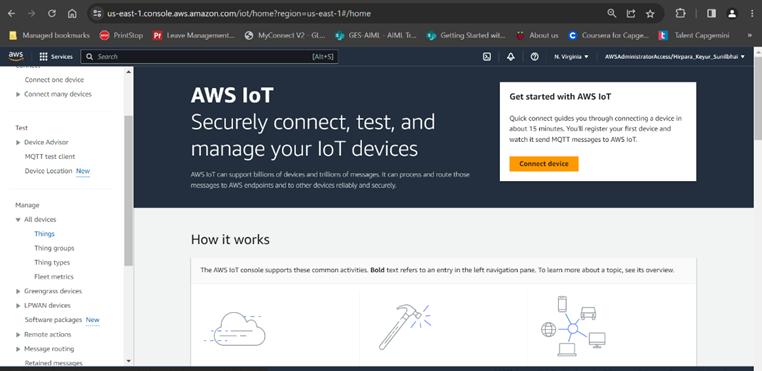 us-east-1.console.aws.amazon.com/iot/home?region=us-east-1#/home
Managed bookmarks
PrintStop
Leave Management...
MyConnect V2 - GL...
GES-AIML - AIML Tr...
Getting Started wit...
About us
Coursera for Capge...
Talent Capgemini
aws
Services
Search
[Alt+S]
N. Virginia
AWSAdministratorAccess/Hirpara_Keyur_Sunilbhai
Connect one device
Connect many devices
Test
Device Advisor
MQTT test client
Device Location New
Manage
All devices
Things
Thing groups
Thing types
Fleet metrics
Greengrass devices
LPWAN devices
Software packages New
Remote actions
Message routing
Retained messages
AWS IoT
Securely connect, test, and
manage your IoT devices
AWS IoT can support billions of devices and trillions of messages. It can process and route those
messages to AWS endpoints and to other devices reliably and securely.
Get started with AWS IoT
Quick connect guides you through connecting a device in
about 15 minutes. You'll register your first device and
watch it send MQTT messages to AWS IoT.
Connect device
How it works
The AWS IoT console supports these common activities. Bold text refers to an entry in the left navigation pane. To learn more about a topic, see its overview.